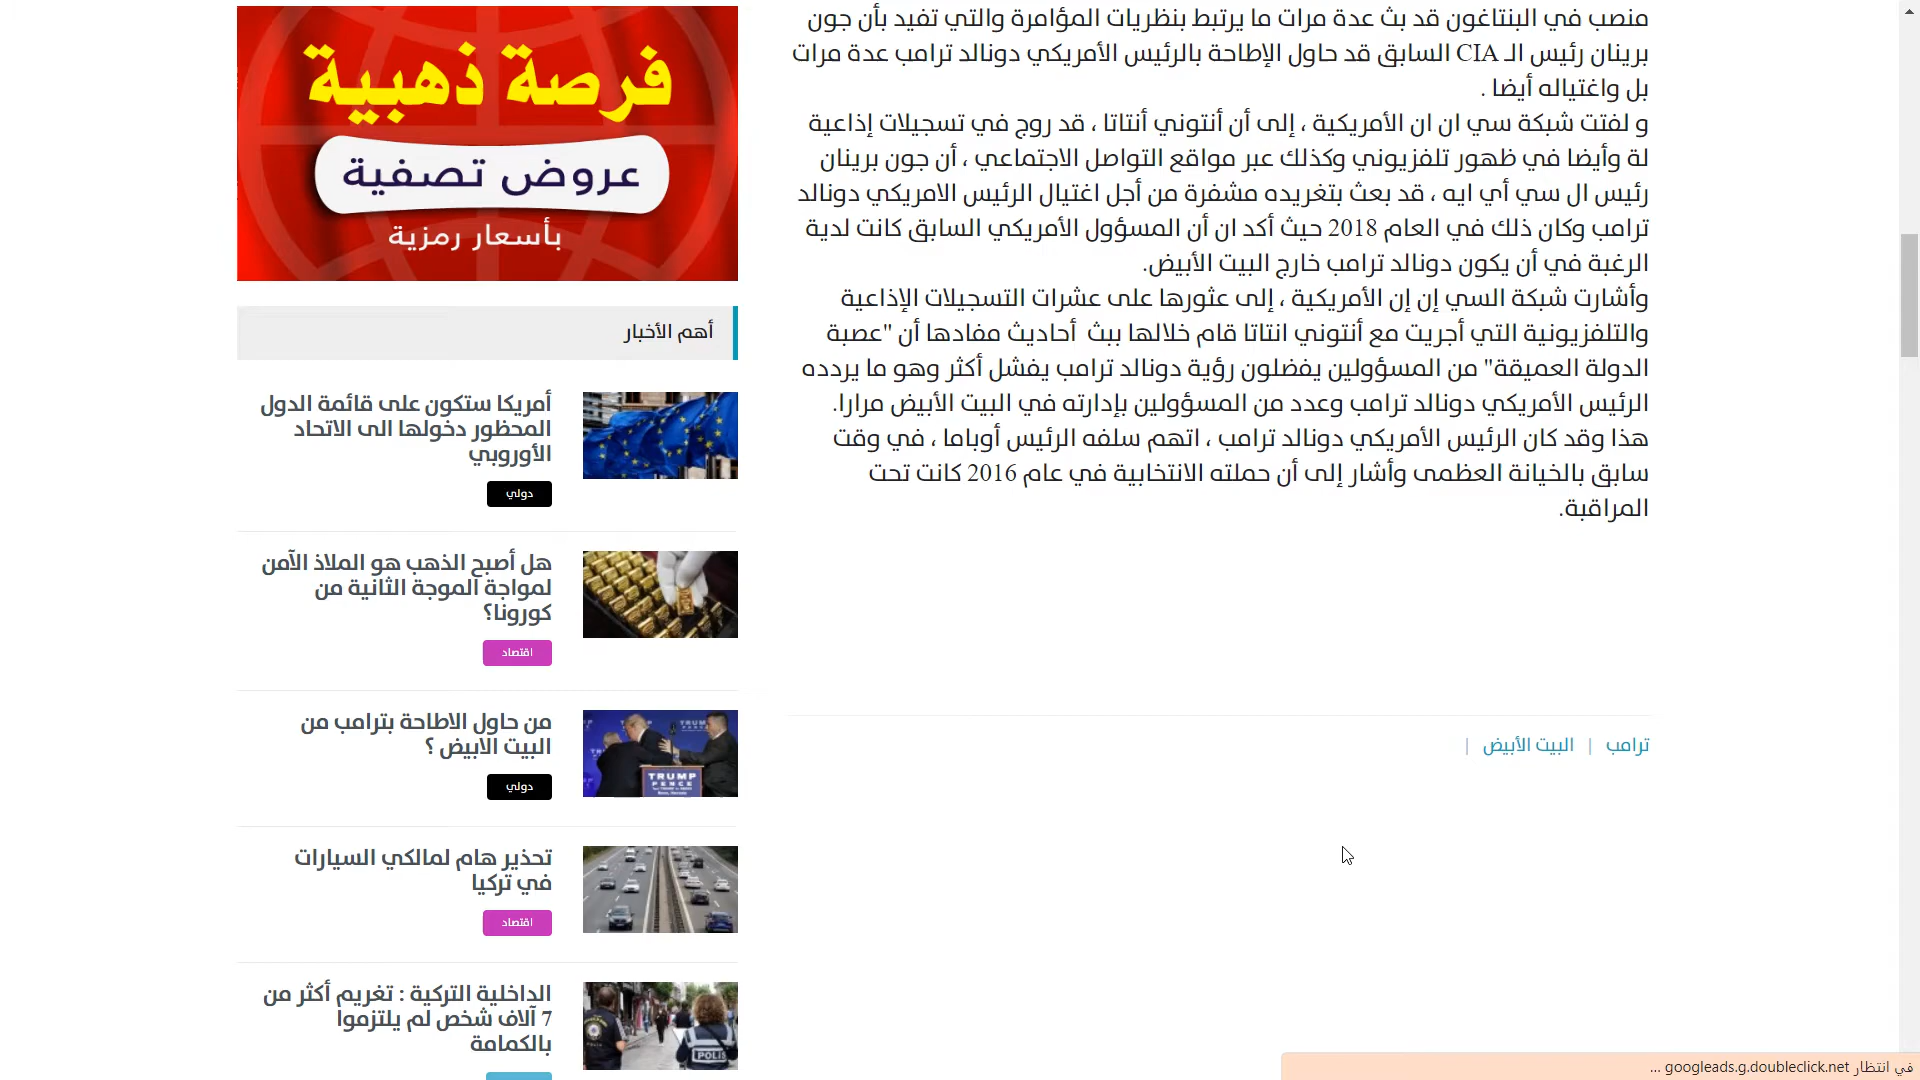 منصب في البنتاغون قد بث عدة مرات ما يرتبط بنظريات المؤامرة والتي تفيد بأن جون
برينان رئيس الـ CIA السابق قد حاول الإطاحة بالرئيس الأمريكي دونالد ترامب عدة مرات
بل واغتياله أيضا .
و لفتت شبكة سي ان ان الأمريكية ، إلى أن أنتوني أنتاتا ، قد روج في تسجيلات إذاعية
لة وأيضا في ظهور تلفزيوني وكذلك عبر مواقع التواصل الاجتماعي ، أن جون برينان
رئيس ال سي أي ايه ، قد بعث بتغريده مشفرة من أجل اغتيال الرئيس الامريكي دونالد
ترامب وكان ذلك في العام 2018 حيث أكد ان أن المسؤول الأمريكي السابق كانت لدية
الرغبة في أن يكون دونالد ترامب خارج البيت الأبيض.
وأشارت شبكة السي إن إن الأمريكية ، إلى عثورها على عشرات التسجيلات الإذاعية
والتلفزيونية التي أجريت مع أنتوني انتاتا قام خلالها ببث أحاديث مفادها أن "عصبة
الدولة العميقة" من المسؤولين يفضلون رؤية دونالد ترامب يفشل أكثر وهو ما يردده
الرئيس الأمريكي دونالد ترامب وعدد من المسؤولين بإدارته في البيت الأبيض مرارا.
هذا وقد كان الرئيس الأمريكي دونالد ترامب ، اتهم سلفه الرئيس أوباما ، في وقت
سابق بالخيانة العظمى وأشار إلى أن حملته الانتخابية في عام 2016 كانت تحت
المراقبة.
ترامب | البيت الأبيض |
فرصة ذهبية
عروض تصفية
بأسعار رمزية
أهم الأخبار
أمريكا ستكون على قائمة الدول
المحظور دخولها الى الاتحاد
الأوروبي
دولي
هل أصبح الذهب هو الملاذ الآمن
لمواجة الموجة الثانية من
كورونا؟
اقتصاد
من حاول الاطاحة بترامب من
البيت الابيض ؟
دولي
TRUMP
PENCE
تحذير هام لمالكي السيارات
في تركيا
اقتصاد
الداخلية التركية : تغريم أكثر من
7 آلاف شخص لم يلتزموا
بالكمامة
POLIS
في انتظار googleads.g.doubleclick.net ...